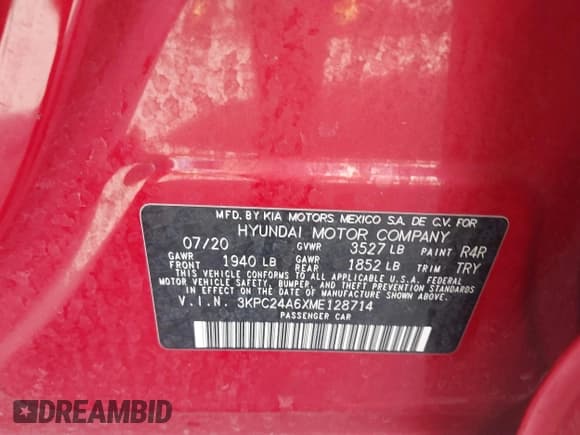 MFD. BY KIA MOTORS MEXICO S.A. DE C.V. FOR
HYUNDAI MOTOR COMPANY
07/20 GVWR 3527 LB PAINT R4R
GAWR FRONT 1940 LB GAWR REAR 1852 LB TRIM TRY
THIS VEHICLE CONFORMS TO ALL APPLICABLE U.S.A. FEDERAL
MOTOR VEHICLE SAFETY, BUMPER, AND THEFT PREVENTION STANDARDS
IN EFFECT ON THE DATE OF MANUFACTURE SHOWN ABOVE.
V.I.N. 3KPC24A6XME128714
PASSENGER CAR
DREAMBID